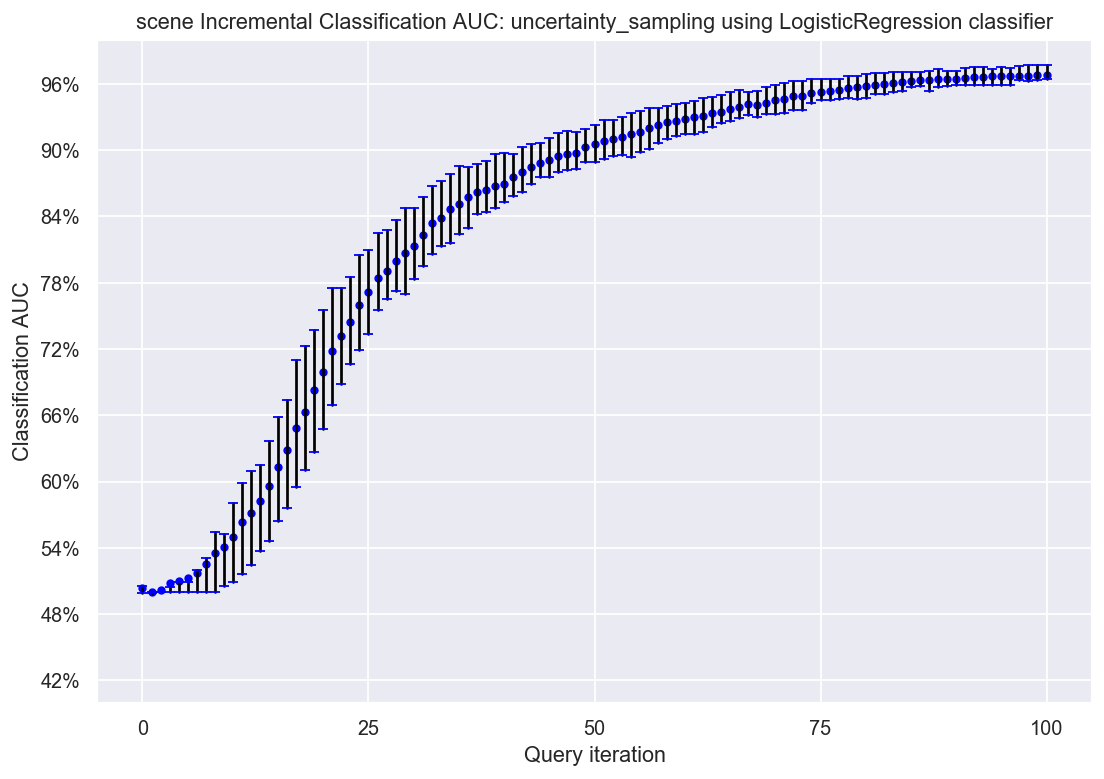 scene Incremental Classification AUC: uncertainty_sampling using LogisticRegression classifier
Classification AUC
96%
90%
84%
78%
72%
66%
60%
54%
48%
42%
0 25 50 75 100
Query iteration